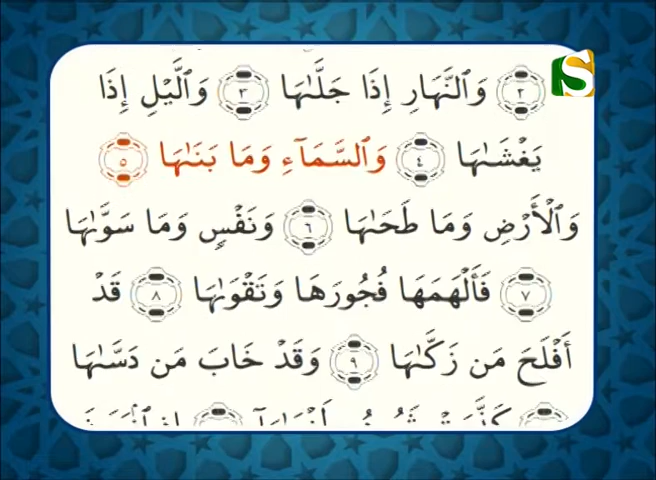 ٢ وَٱلنَّهَارِ إِذَا جَلَّىٰهَا ٣ وَٱلَّيْلِ إِذَا
يَغْشَىٰهَا ٤ وَٱلسَّمَآءِ وَمَا بَنَىٰهَا ٥
وَٱلْأَرْضِ وَمَا طَحَىٰهَا ٦ وَنَفْسٍ وَمَا سَوَّىٰهَا
٧ فَأَلْهَمَهَا فُجُورَهَا وَتَقْوَىٰهَا ٨ قَدْ
أَفْلَحَ مَن زَكَّىٰهَا ٩ وَقَدْ خَابَ مَن دَسَّىٰهَا
S